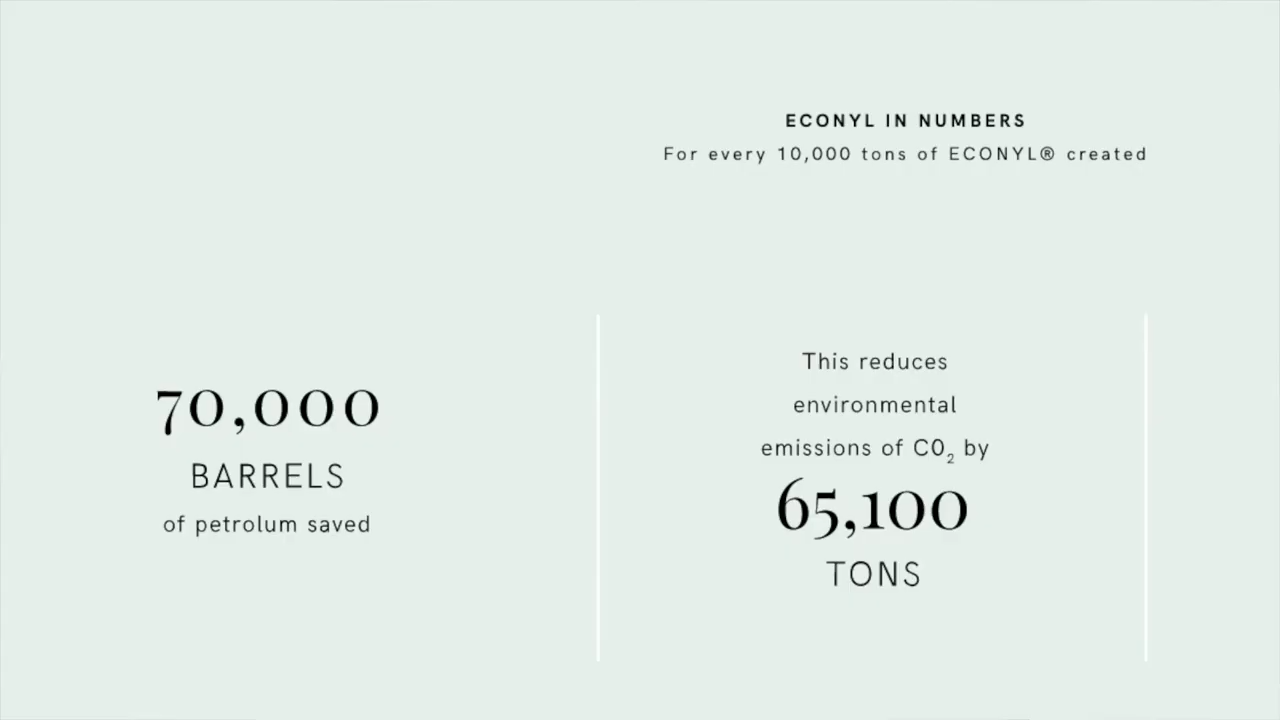 ECONYL IN NUMBERS
For every 10,000 tons of ECONYL® created
70,000
BARRELS
of petrolum saved
This reduces
environmental
emissions of C0₂ by
65,100
TONS